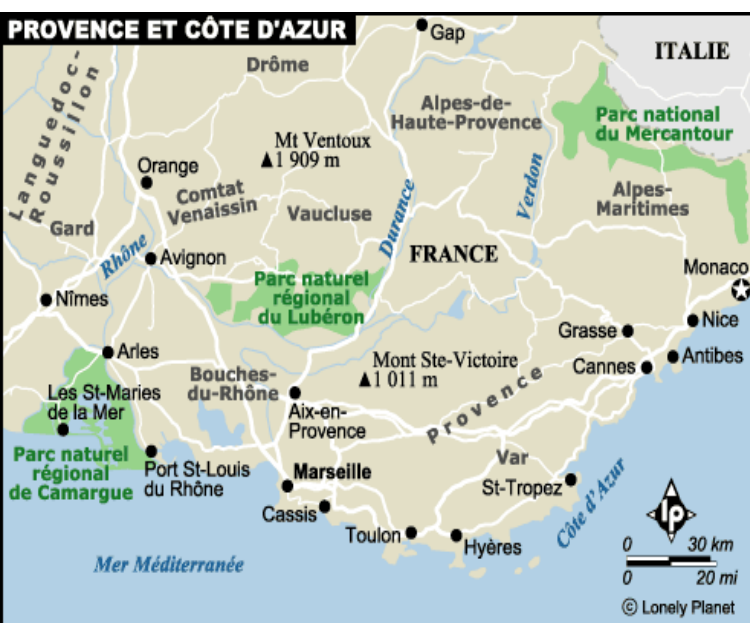 PROVENCE ET CÔTE D'AZUR
Gap
ITALIE
Drôme
Languedoc-
Roussillon
Alpes-de-
Haute-Provence
Parc national
du Mercantour
Mt Ventoux
1 909 m
Orange
Comtat
Venaissin
Vaucluse
Durance
Verdon
Alpes-
Maritimes
Gard
Rhône
Avignon
FRANCE
Monaco
Nîmes
Parc naturel
régional
du Lubéron
Nice
Grasse
Arles
Antibes
Cannes
Mont Ste-Victoire
1 011 m
Bouches-
du-Rhône
Les St-Maries
de la Mer
Aix-en-
Provence
Provence
Parc naturel
régional
de Camargue
Port St-Louis
du Rhône
Marseille
Var
St-Tropez
Côte d'Azur
Cassis
Toulon
Hyères
lp
Mer Méditerranée
0 30 km
0 20 mi
© Lonely Planet